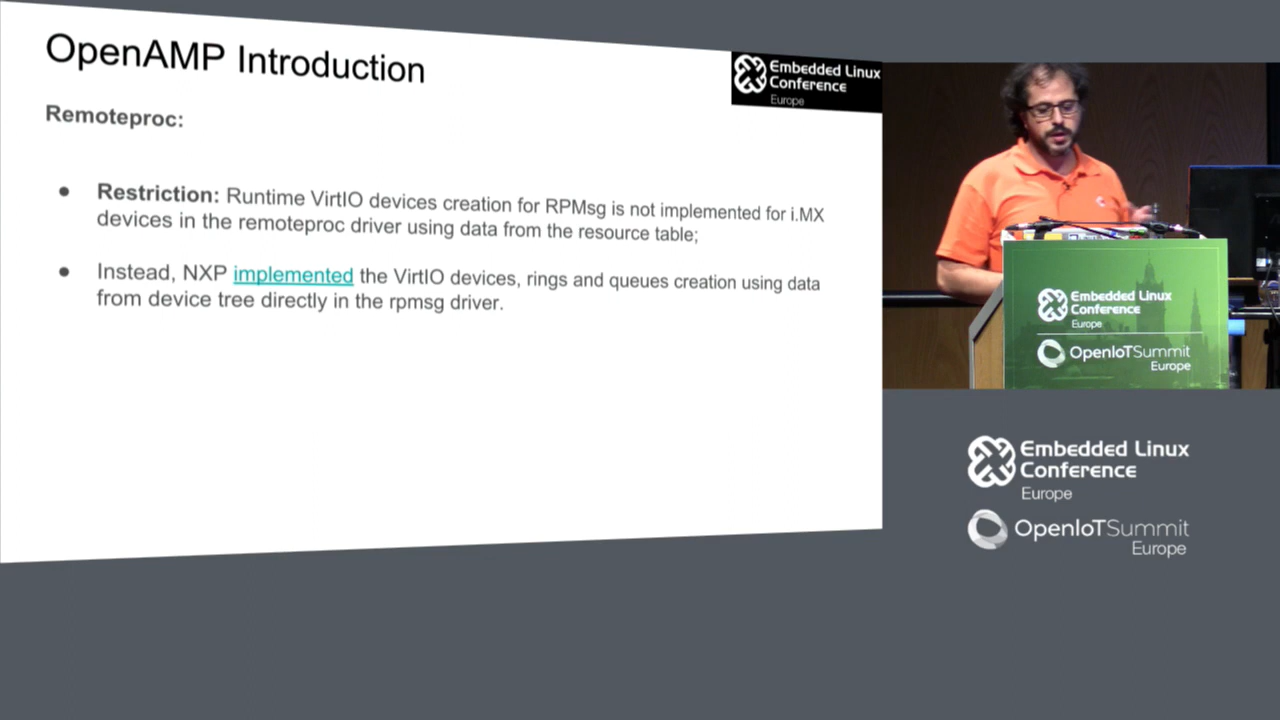 OpenAMP Introduction
Embedded Linux
Conference
Europe
Remoteproc:
● Restriction: Runtime VirtIO devices creation for RPMsg is not implemented for i.MX
devices in the remoteproc driver using data from the resource table;
● Instead, NXP implemented the VirtIO devices, rings and queues creation using data
from device tree directly in the rpmsg driver.
Embedded Linux
Conference
Europe
OpenIoTSummit
Europe
Embedded Linux
Conference
Europe
OpenIoTSummit
Europe